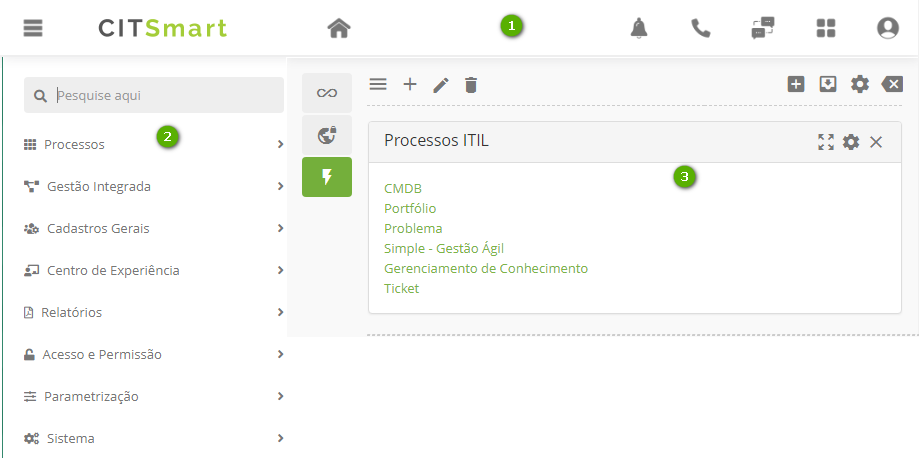 CITSmart
1
Pesquise aqui
Processos
2
Gestão Integrada
Cadastros Gerais
Centro de Experiência
Relatórios
Acesso e Permissão
Parametrização
Sistema
Processos ITIL
3
CMDB
Portfólio
Problema
Simple - Gestão Ágil
Gerenciamento de Conhecimento
Ticket